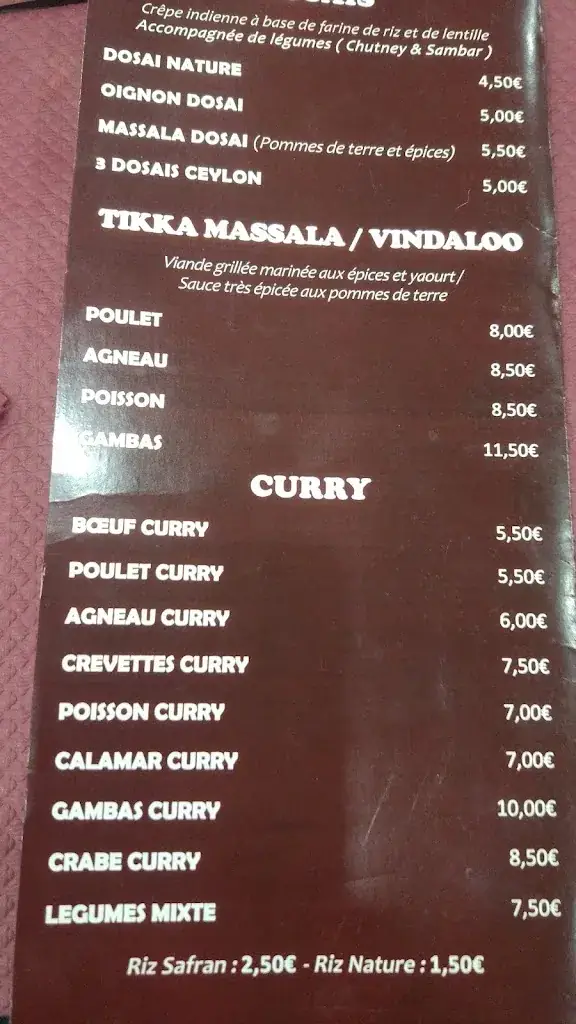 Crêpe indienne à base de farine de riz et de lentille
Accompagnée de légumes ( Chutney & Sambar )
DOSAI NATURE 4,50€
OIGNON DOSAI 5,00€
MASSALA DOSAI (Pommes de terre et épices) 5,50€
3 DOSAIS CEYLON 5,00€
TIKKA MASSALA / VINDALOO
Viande grillée marinée aux épices et yaourt /
Sauce très épicée aux pommes de terre
POULET 8,00€
AGNEAU 8,50€
POISSON 8,50€
GAMBAS 11,50€
CURRY
BŒUF CURRY 5,50€
POULET CURRY 5,50€
AGNEAU CURRY 6,00€
CREVETTES CURRY 7,50€
POISSON CURRY 7,00€
CALAMAR CURRY 7,00€
GAMBAS CURRY 10,00€
CRABE CURRY 8,50€
LEGUMES MIXTE 7,50€
Riz Safran : 2,50€ - Riz Nature : 1,50€